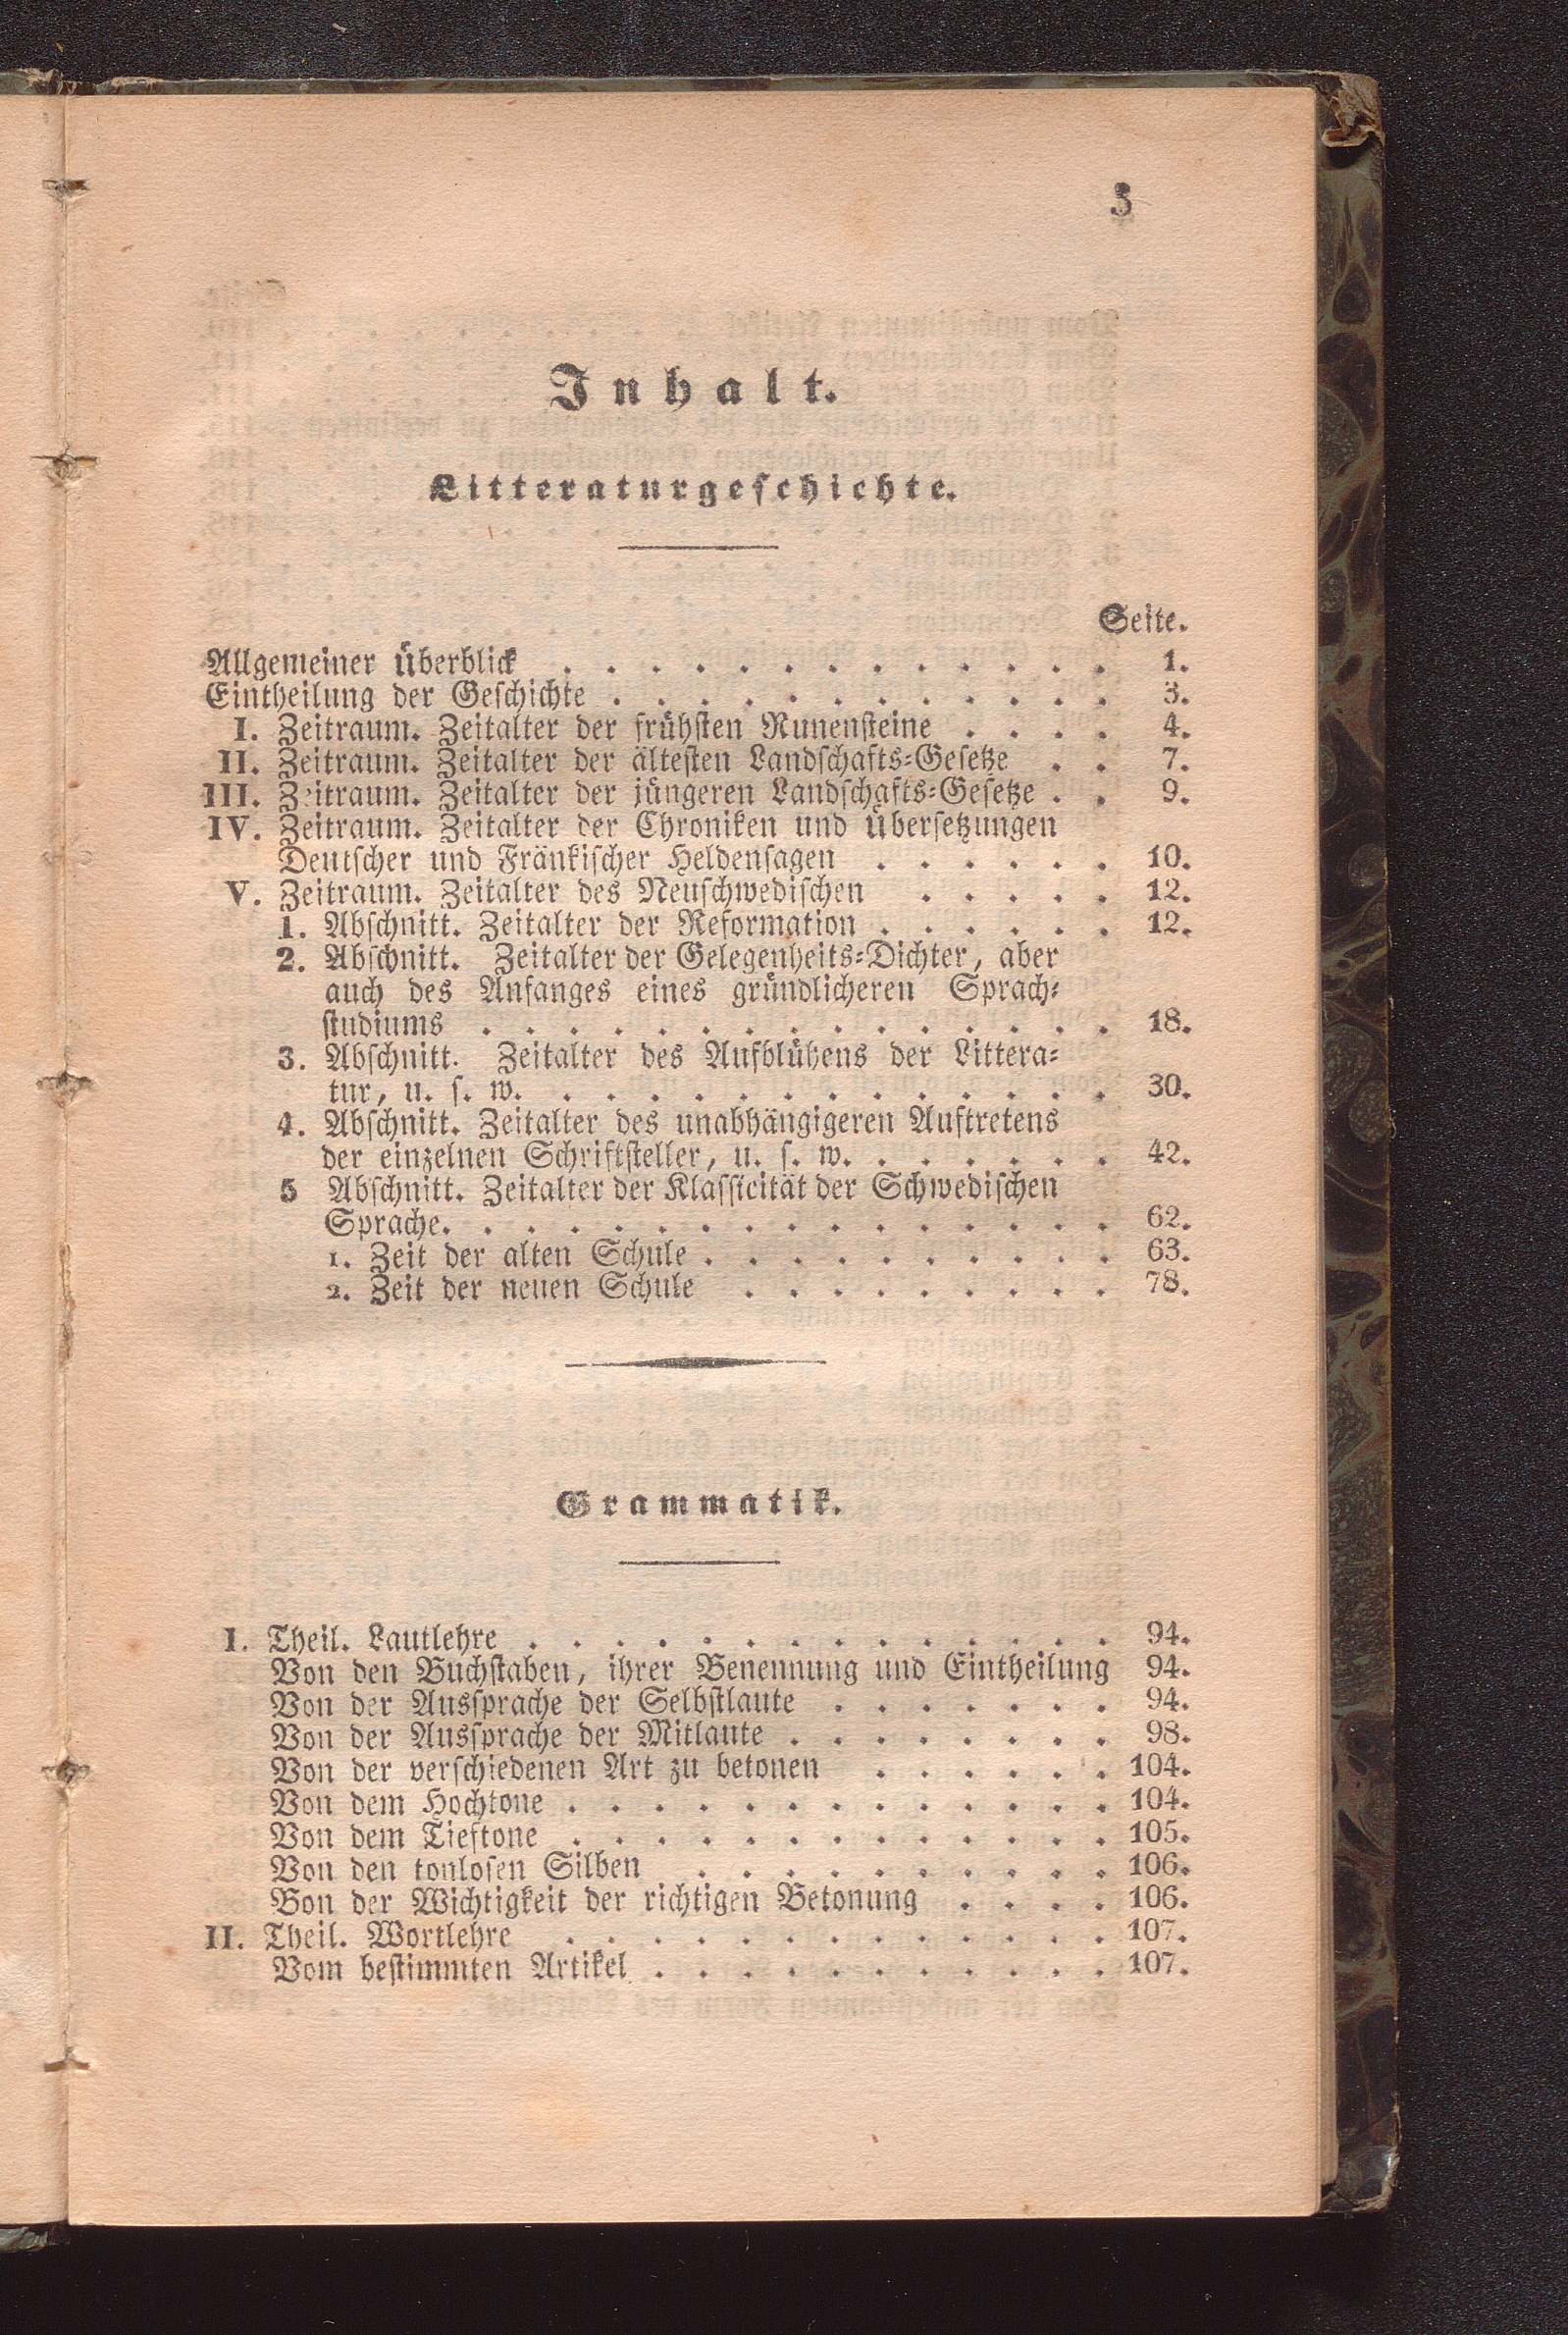 3
Inhalt.
Litteraturgeschichte.
Seite.
Allgemeiner überblick . . . . . . . . . . . . . 1.
Eintheilung der Geschichte . . . . . . . . . . . . 3.
I. Zeitraum. Zeitalter der frühsten Runensteine . . . . 4.
II. Zeitraum. Zeitalter der ältesten Landschafts-Gesetze . . 7.
III. Zeitraum. Zeitalter der jüngeren Landschafts-Gesetze . . 9.
IV. Zeitraum. Zeitalter der Chroniken und Übersetzungen
Deutscher und Fränkischer Heldensagen . . . . . . 10.
V. Zeitraum. Zeitalter des Neuschwedischen . . . . . 12.
1. Abschnitt. Zeitalter der Reformation . . . . . . 12.
2. Abschnitt. Zeitalter der Gelegenheits-Dichter, aber
auch des Anfanges eines gründlicheren Sprach-
studiums . . . . . . . . . . . . . . . 18.
3. Abschnitt. Zeitalter des Aufblühens der Littera-
tur, u. s. w. . . . . . . . . . . . . . 30.
4. Abschnitt. Zeitalter des unabhängigeren Auftretens
der einzelnen Schriftsteller, u. s. w. . . . . . . 42.
5 Abschnitt. Zeitalter der Klassicität der Schwedischen
Sprache. . . . . . . . . . . . . . . . 62.
1. Zeit der alten Schule . . . . . . . . . . 63.
2. Zeit der neuen Schule . . . . . . . . . 78.
Grammatik.
I. Theil. Lautlehre . . . . . . . . . . . . . . 94.
Von den Buchstaben, ihrer Benennung und Eintheilung 94.
Von der Aussprache der Selbstlaute . . . . . . . 94.
Von der Aussprache der Mitlaute . . . . . . . . 98.
Von der verschiedenen Art zu betonen . . . . . . 104.
Von dem Hochtone . . . . . . . . . . . . . 104.
Von dem Tieftone . . . . . . . . . . . . . 105.
Von den tonlosen Silben . . . . . . . . . . 106.
Von der Wichtigkeit der richtigen Betonung . . . . 106.
II. Theil. Wortlehre . . . . . . . . . . . . . 107.
Vom bestimmten Artikel . . . . . . . . . . . 107.